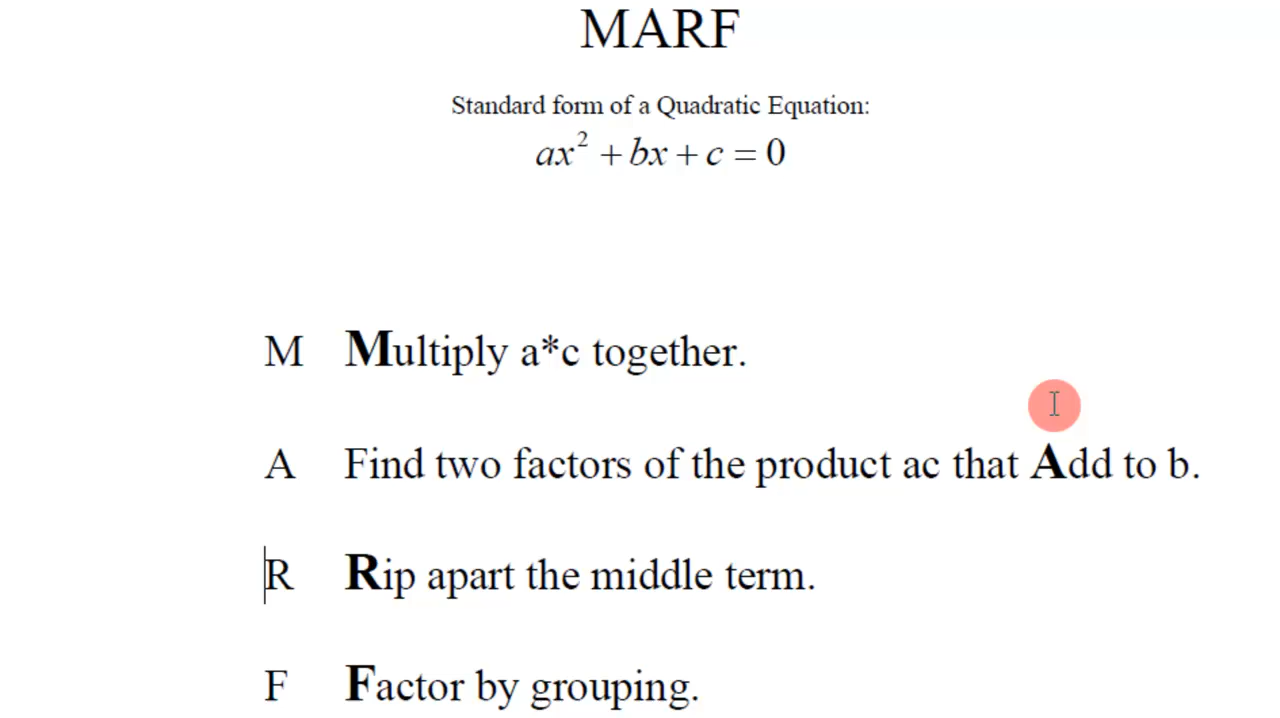 MARF
Standard form of a Quadratic Equation:
ax² + bx + c = 0
M Multiply a*c together.
A Find two factors of the product ac that Add to b.
R Rip apart the middle term.
F Factor by grouping.